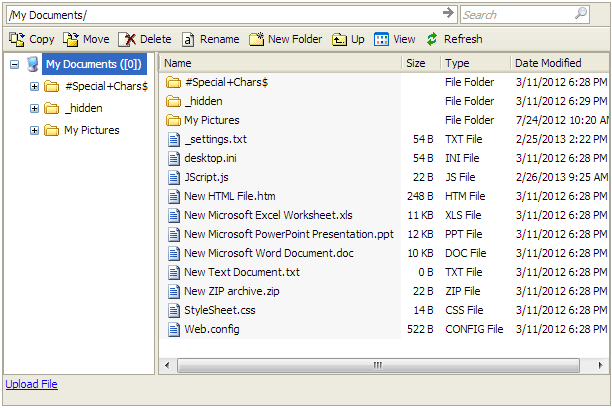 /My Documents/ Search
Copy Move Delete Rename New Folder Up View Refresh
My Documents ([0])
#Special+Chars$
_hidden
My Pictures
Name Size Type Date Modified
#Special+Chars$ File Folder 3/11/2012 6:28 PM
_hidden File Folder 3/11/2012 6:29 PM
My Pictures File Folder 7/24/2012 10:20 AM
_settings.txt 54 B TXT File 2/25/2013 2:22 PM
desktop.ini 54 B INI File 3/11/2012 6:28 PM
JScript.js 22 B JS File 2/26/2013 9:25 AM
New HTML File.htm 248 B HTM File 3/11/2012 6:28 PM
New Microsoft Excel Worksheet.xls 11 KB XLS File 3/11/2012 6:28 PM
New Microsoft PowerPoint Presentation.ppt 12 KB PPT File 3/11/2012 6:28 PM
New Microsoft Word Document.doc 10 KB DOC File 3/11/2012 6:28 PM
New Text Document.txt 0 B TXT File 3/11/2012 6:28 PM
New ZIP archive.zip 22 B ZIP File 3/11/2012 6:28 PM
StyleSheet.css 14 B CSS File 3/11/2012 6:28 PM
Web.config 522 B CONFIG File 3/11/2012 6:28 PM
Upload File